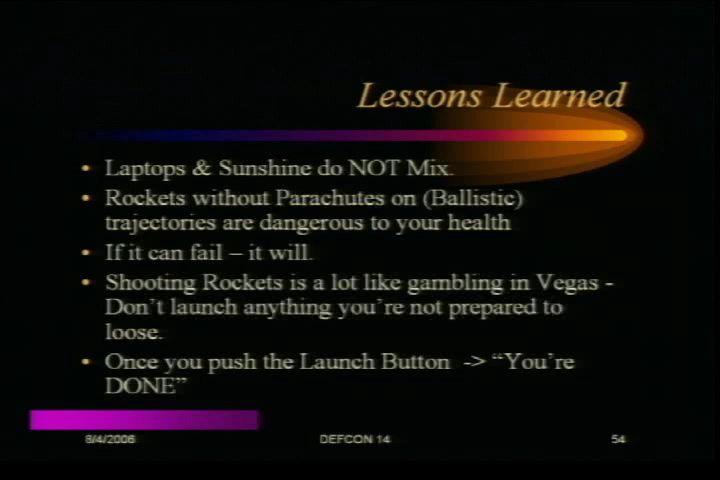 Lessons Learned
• Laptops & Sunshine do NOT Mix.
• Rockets without Parachutes on (Ballistic)
trajectories are dangerous to your health
• If it can fail – it will.
• Shooting Rockets is a lot like gambling in Vegas -
Don't launch anything you're not prepared to
loose.
• Once you push the Launch Button -> “You're
DONE”
8/4/2006 DEFCON 14 54